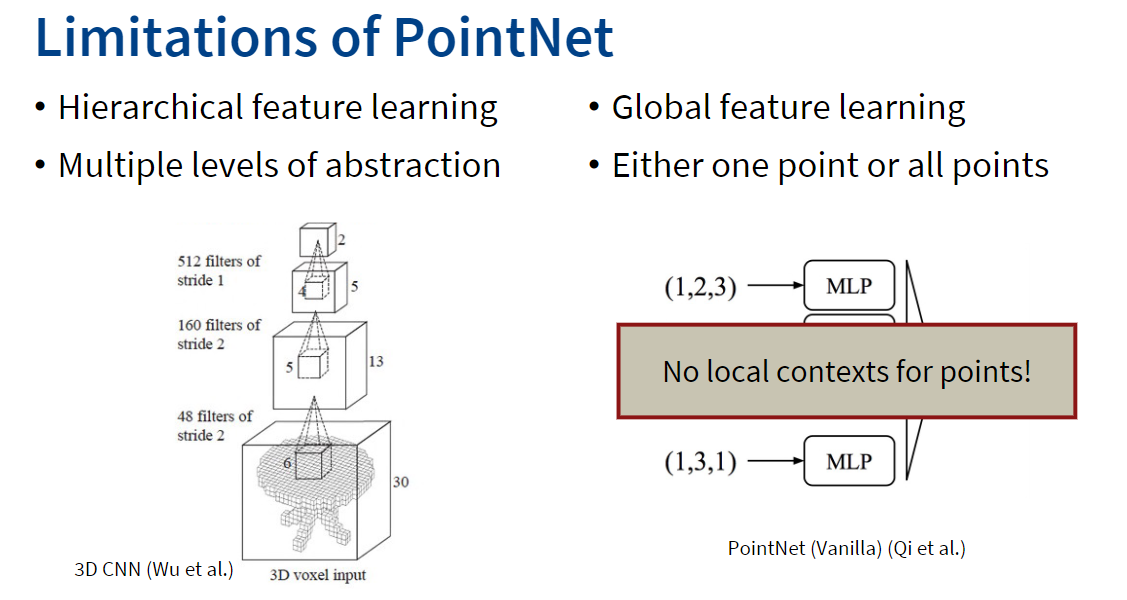 Limitations of PointNet
• Hierarchical feature learning
• Multiple levels of abstraction
2
512 filters of
stride 1
4
5
160 filters of
stride 2
5
13
48 filters of
stride 2
6
30
3D CNN (Wu et al.)
3D voxel input
• Global feature learning
• Either one point or all points
(1,2,3)
MLP
No local contexts for points!
(1,3,1)
MLP
PointNet (Vanilla) (Qi et al.)